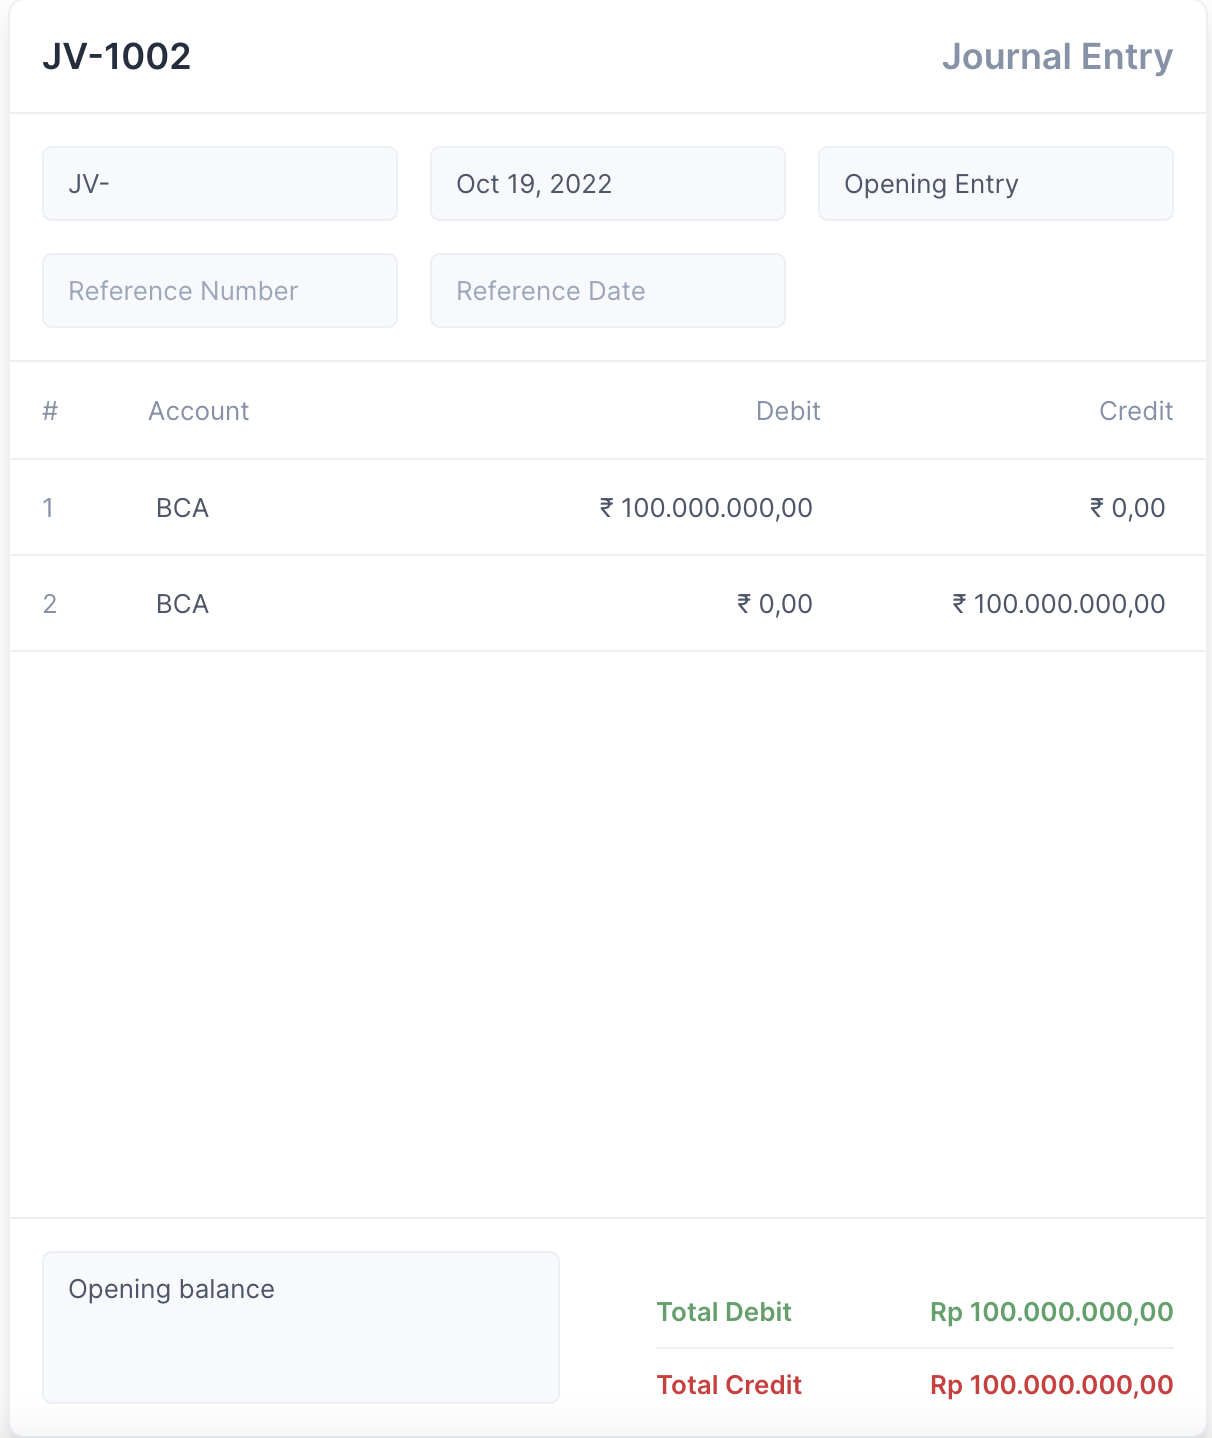 JV-1002 Journal Entry
JV- Oct 19, 2022 Opening Entry
Reference Number Reference Date
# Account Debit Credit
1 BCA ₹ 100.000.000,00 ₹ 0,00
2 BCA ₹ 0,00 ₹ 100.000.000,00
Opening balance
Total Debit Rp 100.000.000,00
Total Credit Rp 100.000.000,00